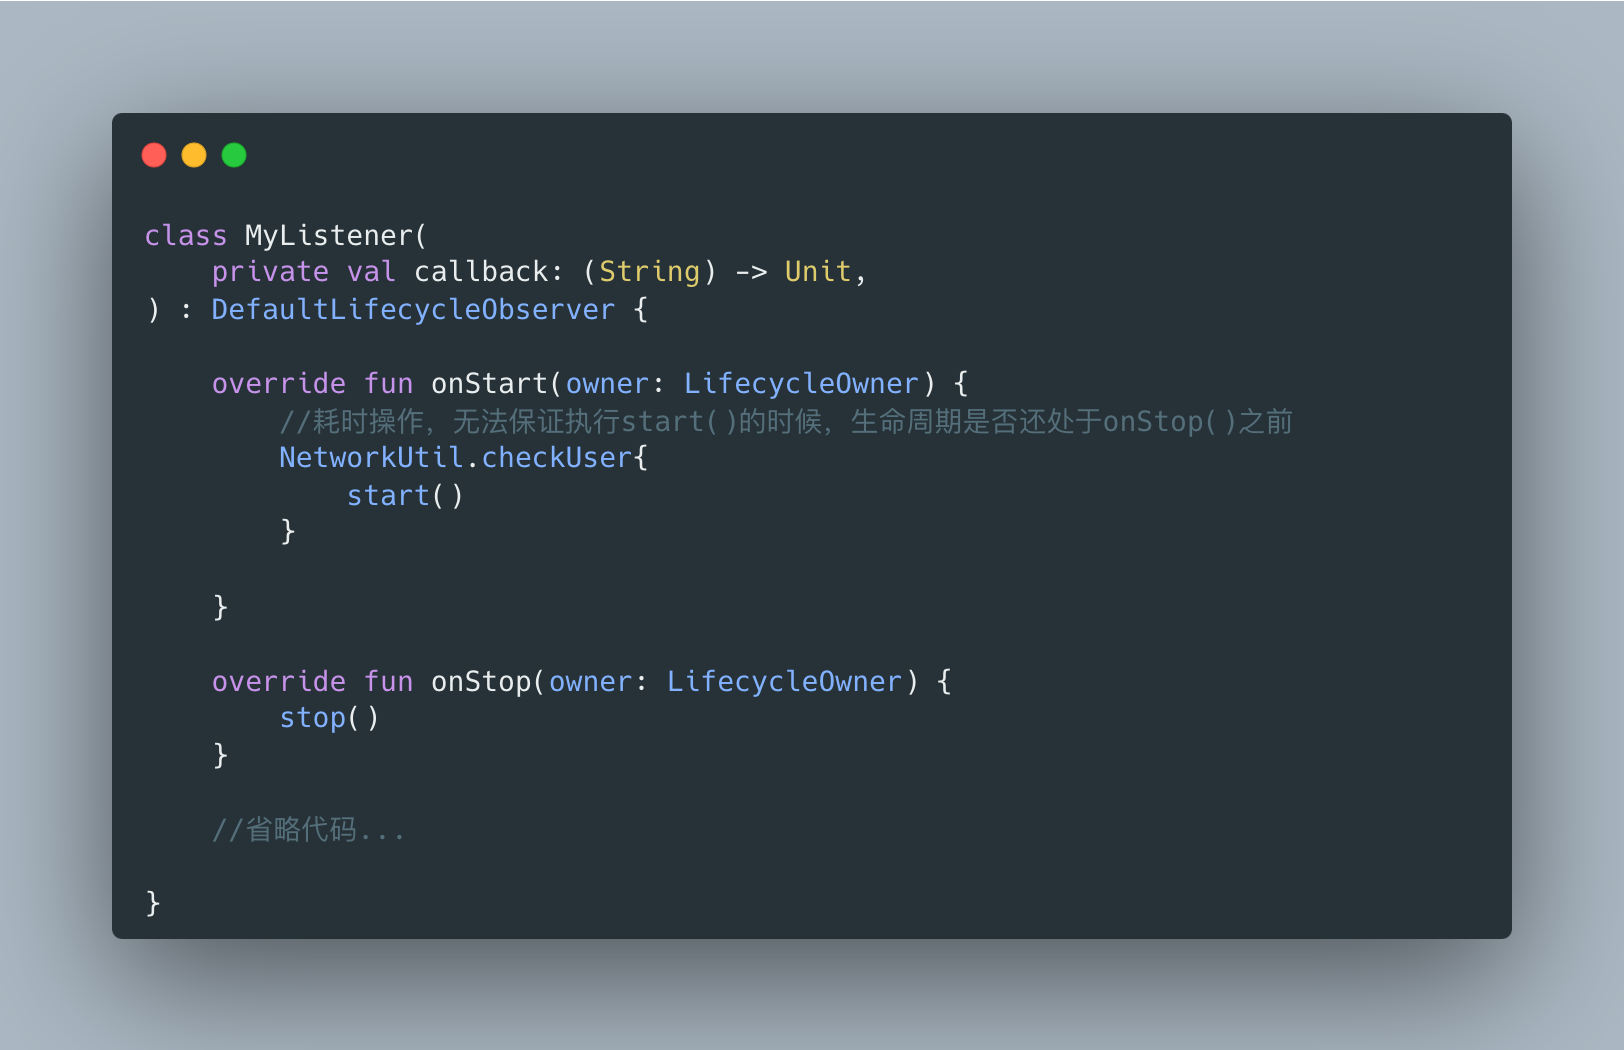 class MyListener(
    private val callback: (String) -> Unit,
) : DefaultLifecycleObserver {
    override fun onStart(owner: LifecycleOwner) {
        //耗时操作，无法保证执行start()的时候，生命周期是否还处于onStop()之前
        NetworkUtil.checkUser{
            start()
        }
    }
    override fun onStop(owner: LifecycleOwner) {
        stop()
    }
    //省略代码...
}